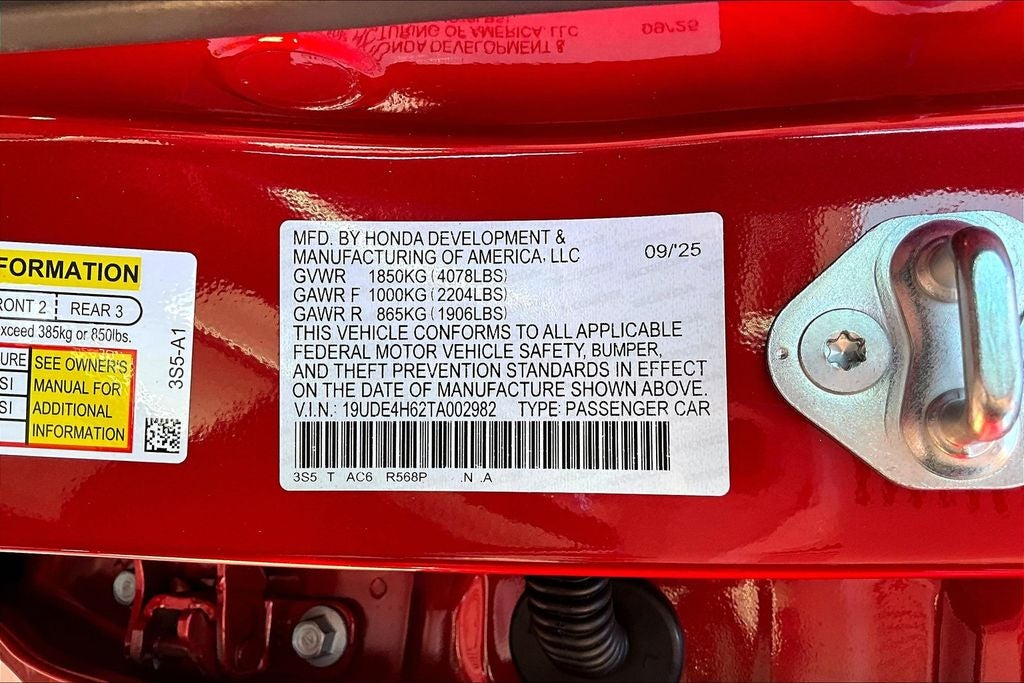 MFD. BY HONDA DEVELOPMENT &
MANUFACTURING OF AMERICA, LLC
09/'25
GVWR 1850KG (4078LBS)
GAWR F 1000KG (2204LBS)
GAWR R 865KG (1906LBS)
THIS VEHICLE CONFORMS TO ALL APPLICABLE
FEDERAL MOTOR VEHICLE SAFETY, BUMPER,
AND THEFT PREVENTION STANDARDS IN EFFECT
ON THE DATE OF MANUFACTURE SHOWN ABOVE.
V.I.N.: 19UDE4H62TA002982 TYPE: PASSENGER CAR
3S5 T AC6 R568P .N .A
FORMATION
RONT 2 REAR 3
xceed 385kg or 850lbs.
URE
SI
SI
SEE OWNER'S
MANUAL FOR
ADDITIONAL
INFORMATION
3S5-A1